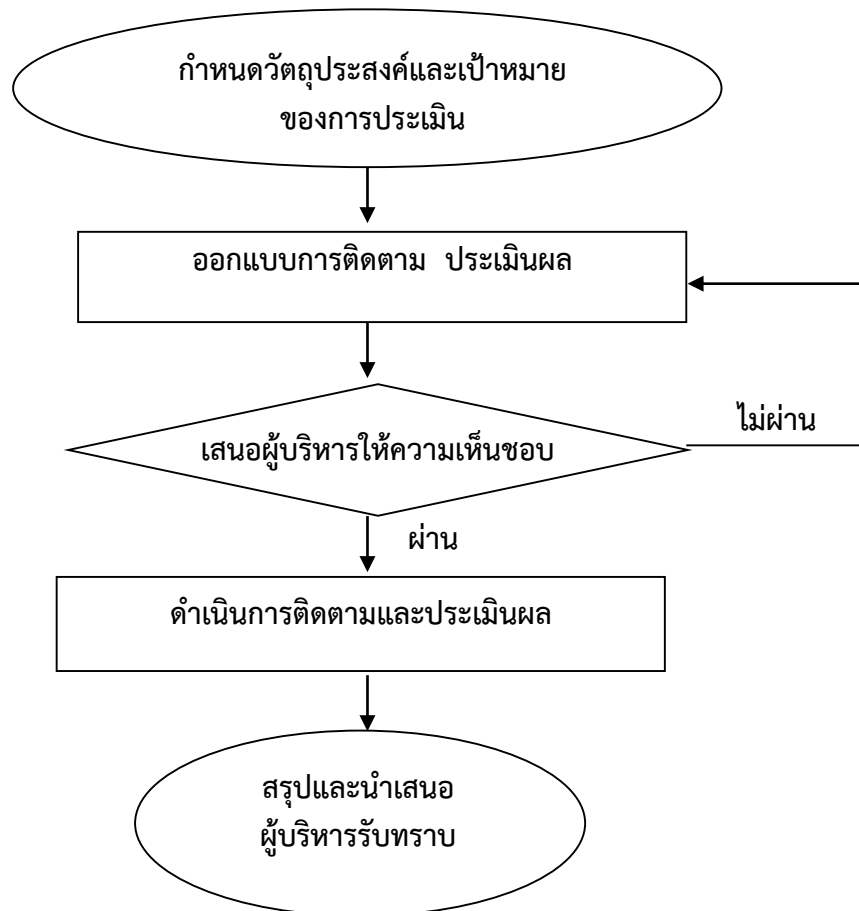 กำหนดวัตถุประสงค์และเป้าหมาย
ของการประเมิน
ออกแบบการติดตาม ประเมินผล
ไม่ผ่าน
เสนอผู้บริหารให้ความเห็นชอบ
ผ่าน
ดำเนินการติดตามและประเมินผล
สรุปและนำเสนอ
ผู้บริหารรับทราบ